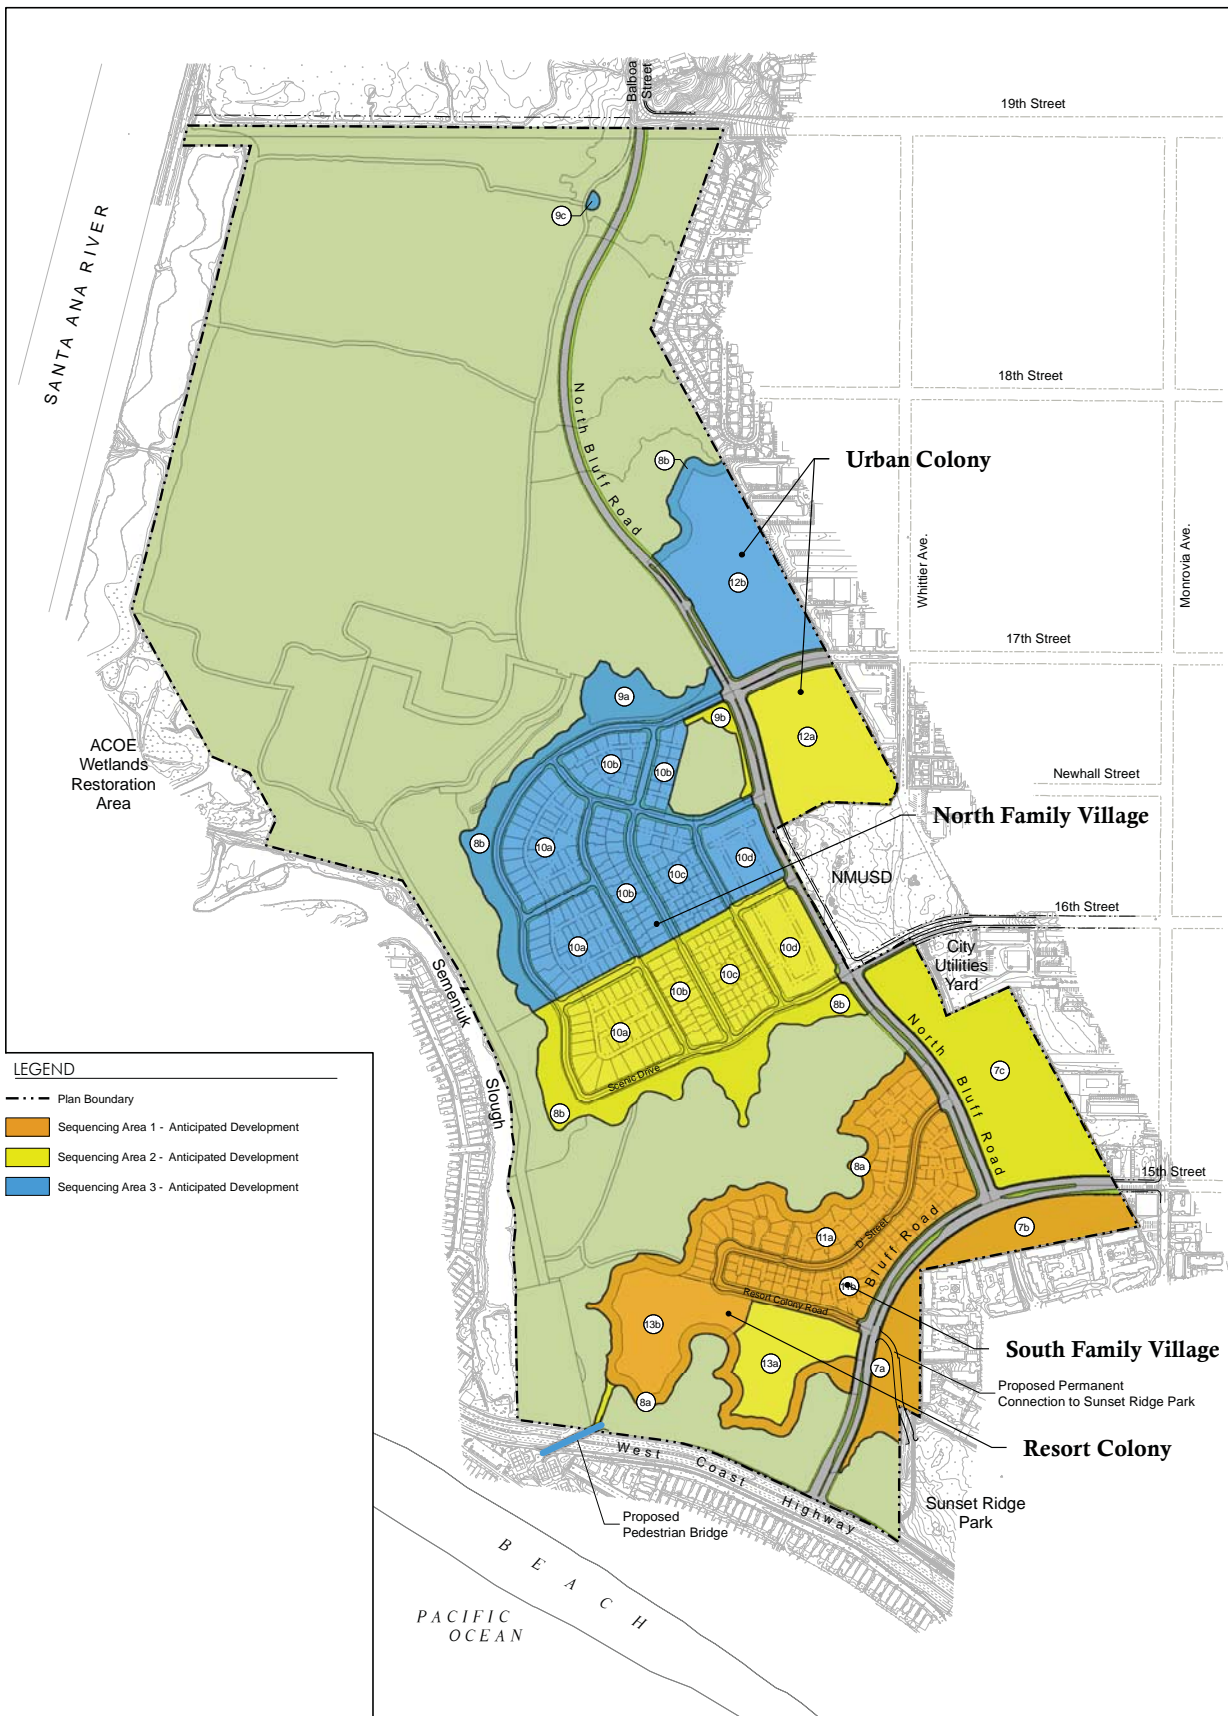 Balboa
Street
19th Street
9c
SANTA ANA RIVER
18th Street
North Bluff Road
8b
Urban Colony
12b
Whittier Ave.
Monrovia Ave.
17th Street
9a
9b
12a
ACOE
Wetlands
Restoration
Area
10b
10b
Newhall Street
North Family Village
8b
10a
10d
10c
NMUSD
10b
16th Street
10a
10d
City
Utilities
Yard
10c
10b
8b
Semeniuk
Slough
10a
North Bluff Road
Scenic Drive
7c
8b
LEGEND
Plan Boundary
Sequencing Area 1 - Anticipated Development
Sequencing Area 2 - Anticipated Development
Sequencing Area 3 - Anticipated Development
8a
15th Street
7b
11a
"D" Street
Bluff Road
11b
Resort Colony Road
13b
South Family Village
13a
7a
Proposed Permanent
Connection to Sunset Ridge Park
8a
Resort Colony
West Coast Highway
Sunset Ridge
Park
Proposed
Pedestrian Bridge
BEACH
PACIFIC
OCEAN